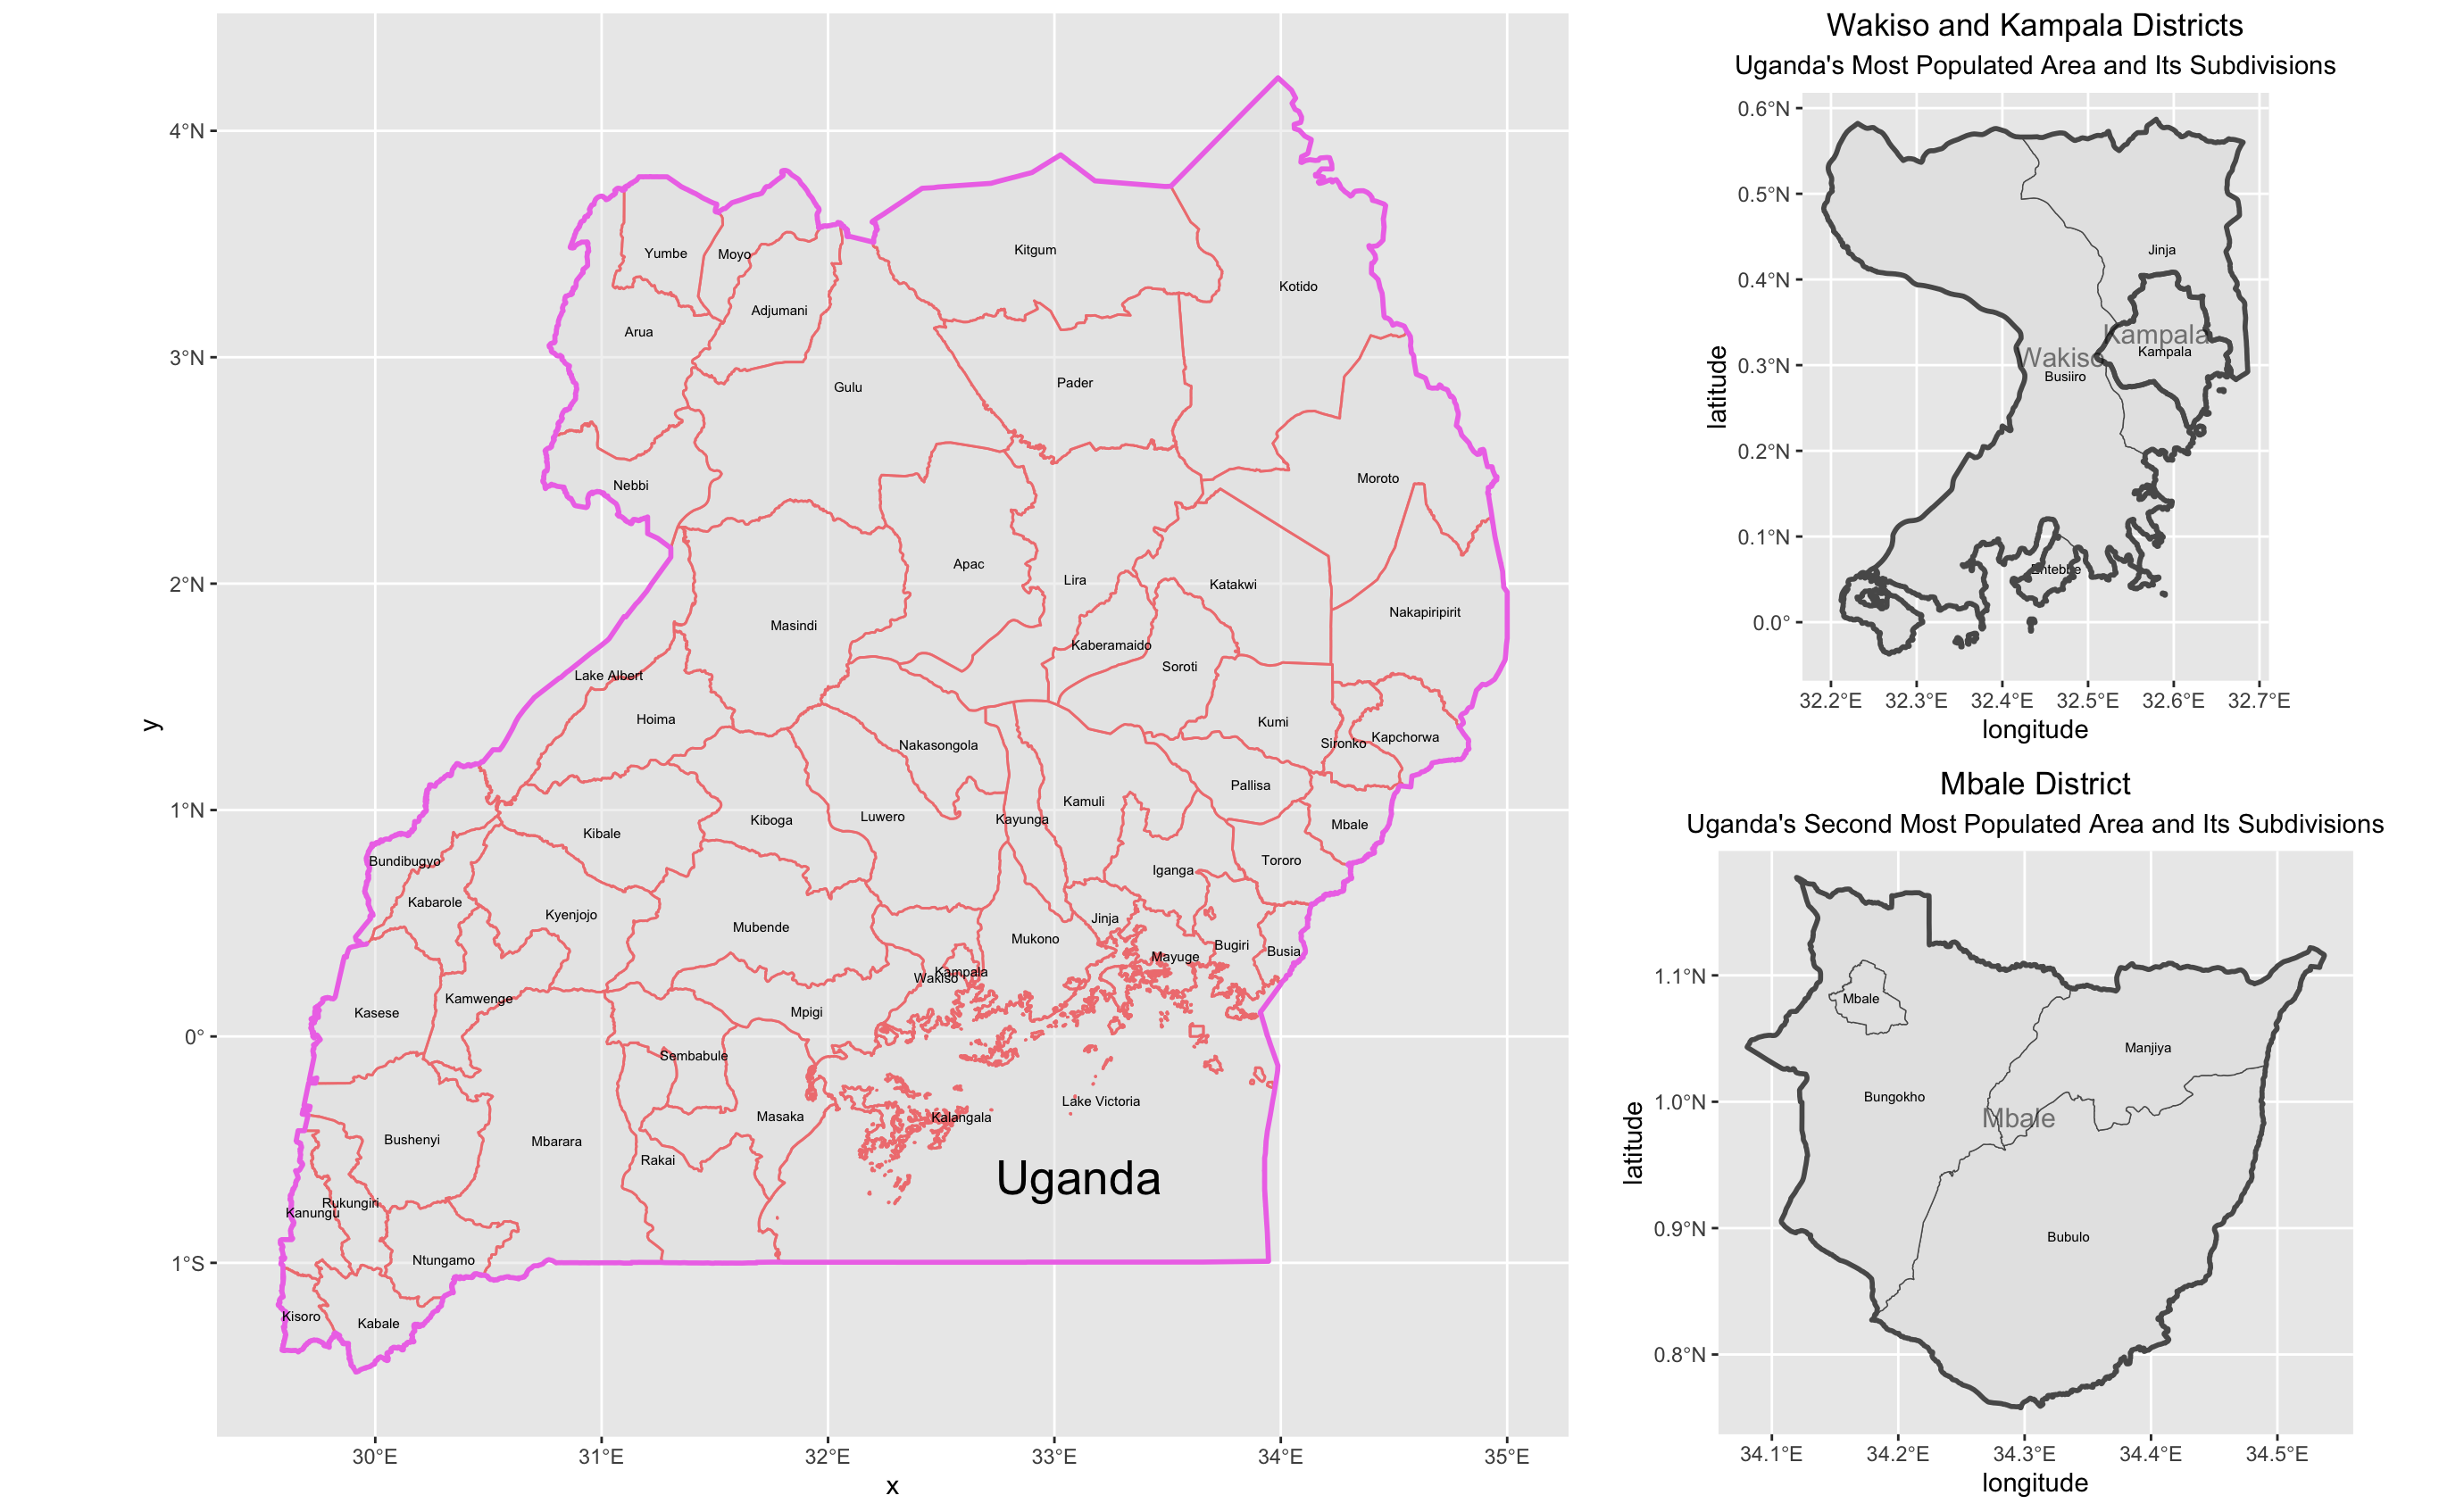 4°N
3°N
2°N
1°N
0°
1°S
y
30°E
31°E
32°E
33°E
34°E
35°E
x
Yumbe
Moyo
Kitgum
Kotido
Adjumani
Arua
Gulu
Pader
Nebbi
Moroto
Apac
Lira
Katakwi
Nakapiripirit
Masindi
Kaberamaido
Soroti
Lake Albert
Hoima
Kumi
Nakasongola
Sironko
Kapchorwa
Pallisa
Kamuli
Kiboga
Luwero
Kayunga
Mbale
Kibale
Bundibugyo
Tororo
Iganga
Kabarole
Kyenjojo
Jinja
Mubende
Mukono
Bugiri
Busia
Mayuge
Kampala
Wakiso
Kamwenge
Kasese
Mpigi
Sembabule
Lake Victoria
Masaka
Kalangala
Bushenyi
Mbarara
Rakai
Uganda
Rukungiri
Kanungu
Ntungamo
Kisoro
Kabale
Wakiso and Kampala Districts
Uganda's Most Populated Area and Its Subdivisions
0.6°N
0.5°N
0.4°N
0.3°N
0.2°N
0.1°N
0.0°
latitude
Jinja
Kampala
Kampala
Wakiso
Busiiro
Entebbe
32.2°E
32.3°E
32.4°E
32.5°E
32.6°E
32.7°E
longitude
Mbale District
Uganda's Second Most Populated Area and Its Subdivisions
1.1°N
1.0°N
0.9°N
0.8°N
latitude
Mbale
Manjiya
Bungokho
Mbale
Bubulo
34.1°E
34.2°E
34.3°E
34.4°E
34.5°E
longitude